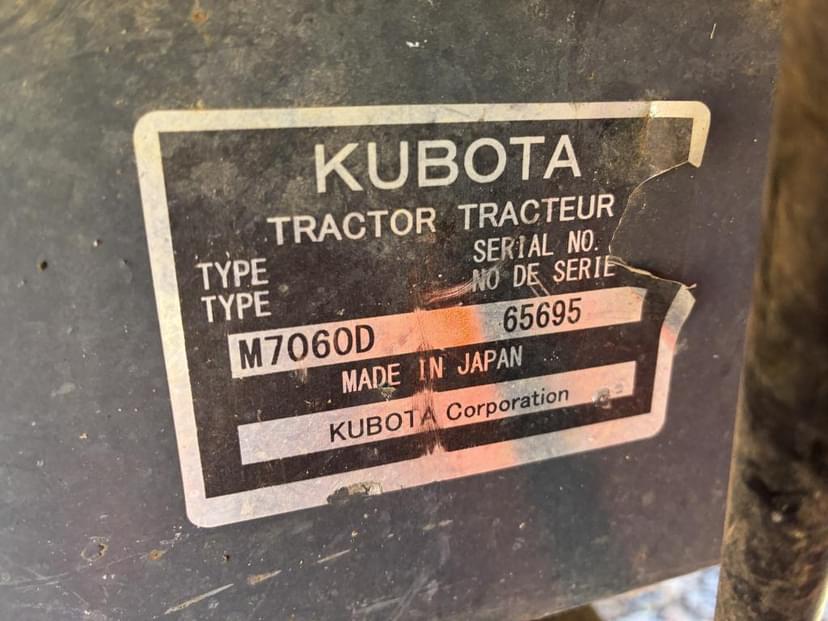 KUBOTA
TRACTOR TRACTEUR
TYPE
TYPE
SERIAL NO.
NO DE SERIE
M7060D 65695
MADE IN JAPAN
KUBOTA Corporation